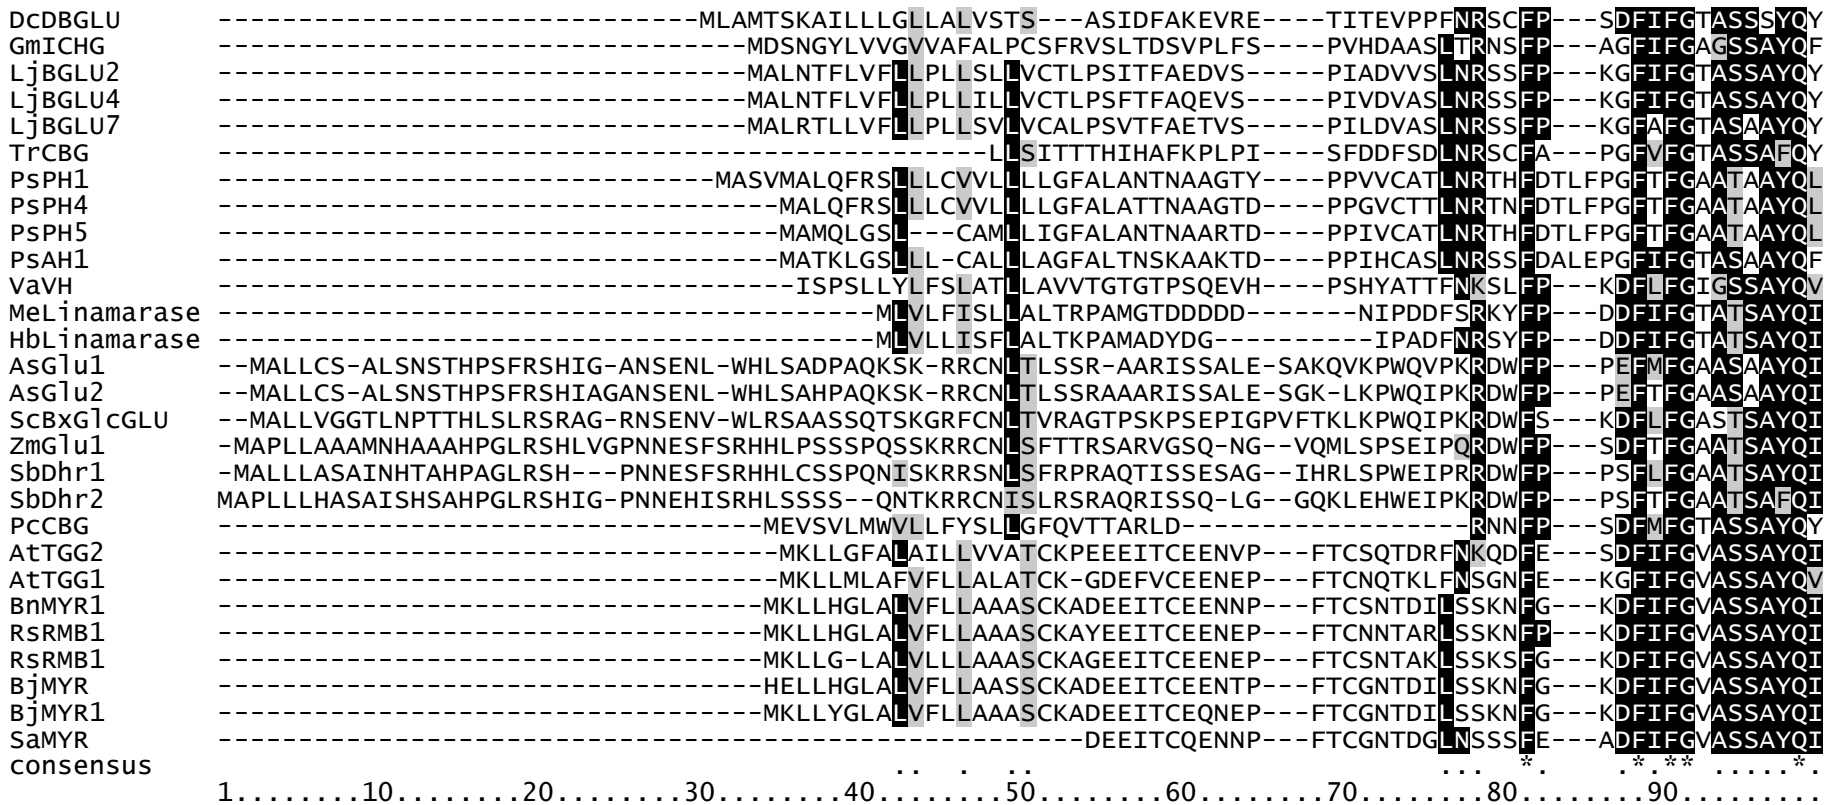 DcDBGLU ------------------------------MLAMTSKAILLLGLLALVSTS---ASIDFAKEVRE----TITEVPPFNRSCFP---SDFIFGTASSSYQY
GmICHG ---------------------------------MDSNGYLVVGVVAFALPCSFRVSLTDSVPLFS----PVHDAASLTRNSFP---AGFIFGAGSSAYQF
LjBGLU2 ---------------------------------MALNTFLVFLLPLLSLLVCTLPSITFAEDVS-----PIADVVSLNRSSFP---KGFIFGTASSAYQY
LjBGLU4 ---------------------------------MALNTFLVFLLPLLILLVCTLPSFTFAQEVS-----PIVDVASLNRSSFP---KGFIFGTASSAYQY
LjBGLU7 ---------------------------------MALRTLLVFLLPLLSVLVCALPSVTFAETVS-----PILDVASLNRSSFP---KGFAFGTASAAYQY
TrCBG ------------------------------------------------LLSITTTHIHAFKPLPI----SFDDFSDLNRSCFA---PGFVFGTASSAFQY
PsPH1 -------------------------------MASVMALQFRSLLLCVVLLLLGFALANTNAAGTY----PPVVCATLNRTHFDTLFPGFTFGAATAAYQL
PsPH4 -----------------------------------MALQFRSLLLCVVLLLLGFALATTNAAGTD----PPGVCTTLNRTNFDTLFPGFTFGAATAAYQL
PsPH5 -----------------------------------MAMQLGSL---CAMLLIGFALANTNAARTD----PPIVCATLNRTHFDTLFPGFTFGAATAAYQL
PsAH1 -----------------------------------MATKLGSLLL-CALLLAGFALTNSKAAKTD----PPIHCASLNRSSFDALEPGFIFGTASAAYQF
VaVH ------------------------------------ISPSLLYLFSLATLLAVVTGTGTPSQEVH----PSHYATTFNKSLFP---KDFLFGIGSSAYQV
MeLinamarase -----------------------------------------MLVLFISLLALTRPAMGTDDDDD-------NIPDDFSRKYFP---DDFIFGTATSAYQI
HbLinamarase -----------------------------------------MLVLLISFLALTKPAMADYDG----------IPADFNRSYFP---DDFIFGTATSAYQI
AsGlu1 --MALLCS-ALSNSTHPSFRSHIG-ANSENL-WHLSADPAQKSK-RRCNLTLSSR-AARISSALE-SAKQVKPWQVPKRDWFP---PEFMFGAASAAYQI
AsGlu2 --MALLCS-ALSNSTHPSFRSHIAGANSENL-WHLSAHPAQKSK-RRCNLTLSSRAAARISSALE-SGK-LKPWQIPKRDWFP---PEFTFGAASAAYQI
ScBxGlcGLU --MALLVGGTLNPTTHLSLRSRAG-RNSENV-WLRSAASSQTSKGRFCNLTVRAGTPSKPSEPIGPVFTKLKPWQIPKRDWFS---KDFLFGASTSAYQI
ZmGlu1 -MAPLLAAAMNHAAAHPGLRSHLVGPNNESFSRHHLPSSSPQSSKRRCNLSFTTRSARVGSQ-NG--VQMLSPSEIPQRDWFP---SDFTFGAATSAYQI
SbDhr1 -MALLLASAINHTAHPAGLRSH---PNNESFSRHHLCSSPQNISKRRSNLSFRPRAQTISSESAG--IHRLSPWEIPRRDWFP---PSFLFGAATSAYQI
SbDhr2 MAPLLLHASAISHSAHPGLRSHIG-PNNEHISRHLSSSS--QNTKRRCNISLRSRAQRISSQ-LG--GQKLEHWEIPKRDWFP---PSFTFGAATSAFQI
PcCBG ----------------------------------MEVSVLMWVLLFYSLLGFQVTTARLD------------------RNNFP---SDFMFGTASSAYQY
AtTGG2 -----------------------------------MKLLGFALAILLVVATCKPEEEITCEENVP---FTCSQTDRFNKQDFE---SDFIFGVASSAYQI
AtTGG1 -----------------------------------MKLLMLAFVFLLALATCK-GDEFVCEENEP---FTCNQTKLFNSGNFE---KGFIFGVASSAYQV
BnMYR1 ----------------------------------MKLLHGLALVFLLAAASCKADEEITCEENNP---FTCSNTDILSSKNFG---KDFIFGVASSAYQI
RsRMB1 ----------------------------------MKLLHGLALVFLLAAASCKAYEEITCEENEP---FTCNNTARLSSKNFP---KDFIFGVASSAYQI
RsRMB1 ----------------------------------MKLLG-LALVLLLAAASCKAGEEITCEENEP---FTCSNTAKLSSKSFG---KDFIFGVASSAYQI
BjMYR ----------------------------------HELLHGLALVFLLAASSCKADEEITCEENTP---FTCGNTDILSSKNFG---KDFIFGVASSAYQI
BjMYR1 ----------------------------------MKLLYGLALVFLLAAASCKADEEITCEQNEP---FTCGNTDILSSKNFG---KDFIFGVASSAYQI
SaMYR ------------------------------------------------------DEEITCQENNP---FTCGNTDGLNSSSFE---ADFIFGVASSAYQI
consensus .. . .. ... *. .*.** .....*.
1........10........20........30........40........50........60........70........80........90.........